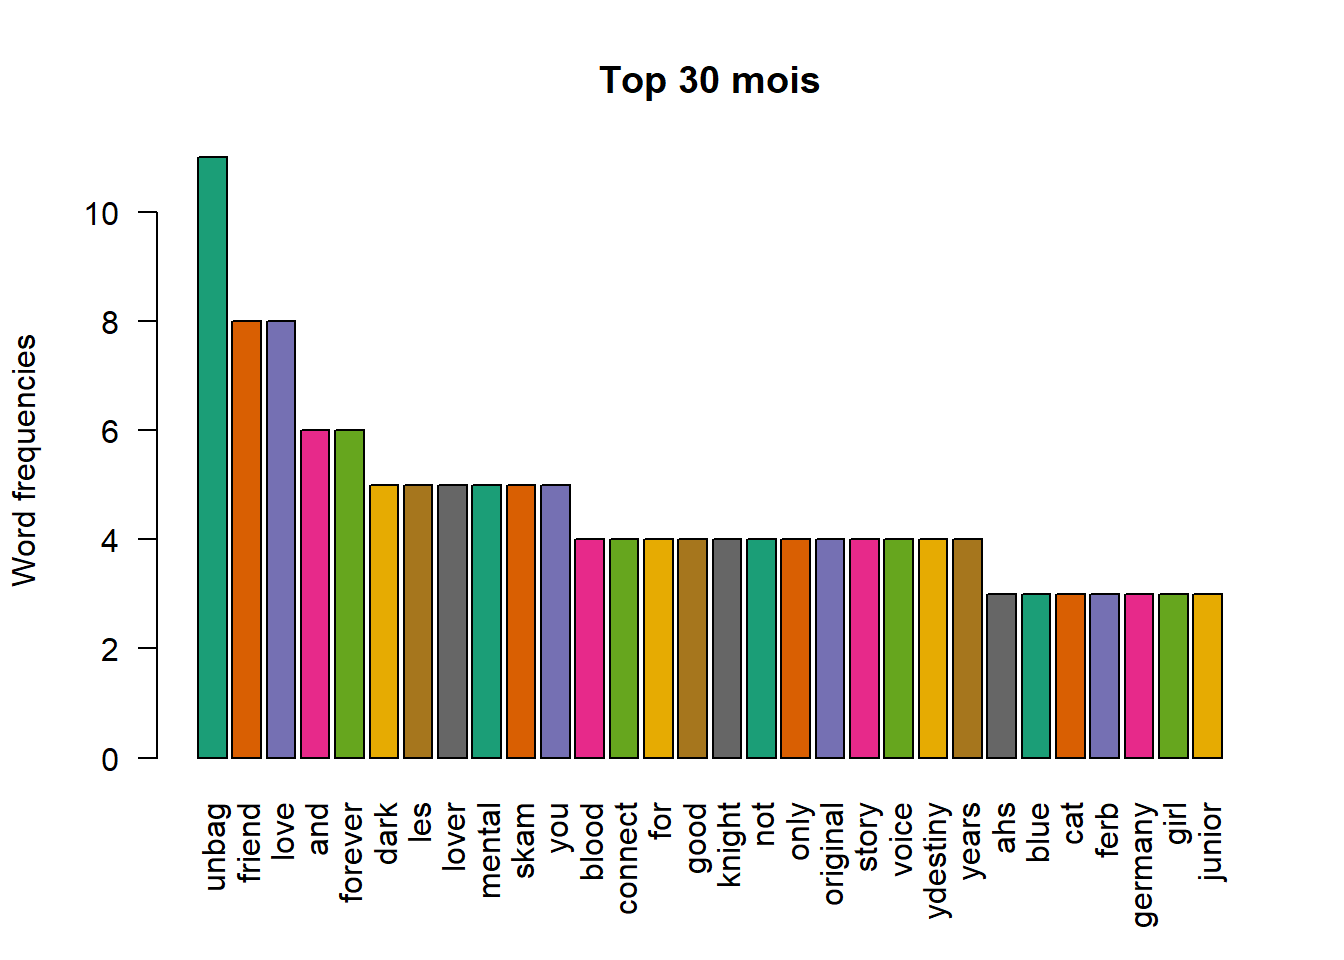 Top 30 mois
Word frequencies
10
8
6
4
2
0
unbag
friend
love
and
forever
dark
les
lover
mental
skam
you
blood
connect
for
good
knight
not
only
original
story
voice
ydestiny
years
ahs
blue
cat
ferb
germany
girl
junior